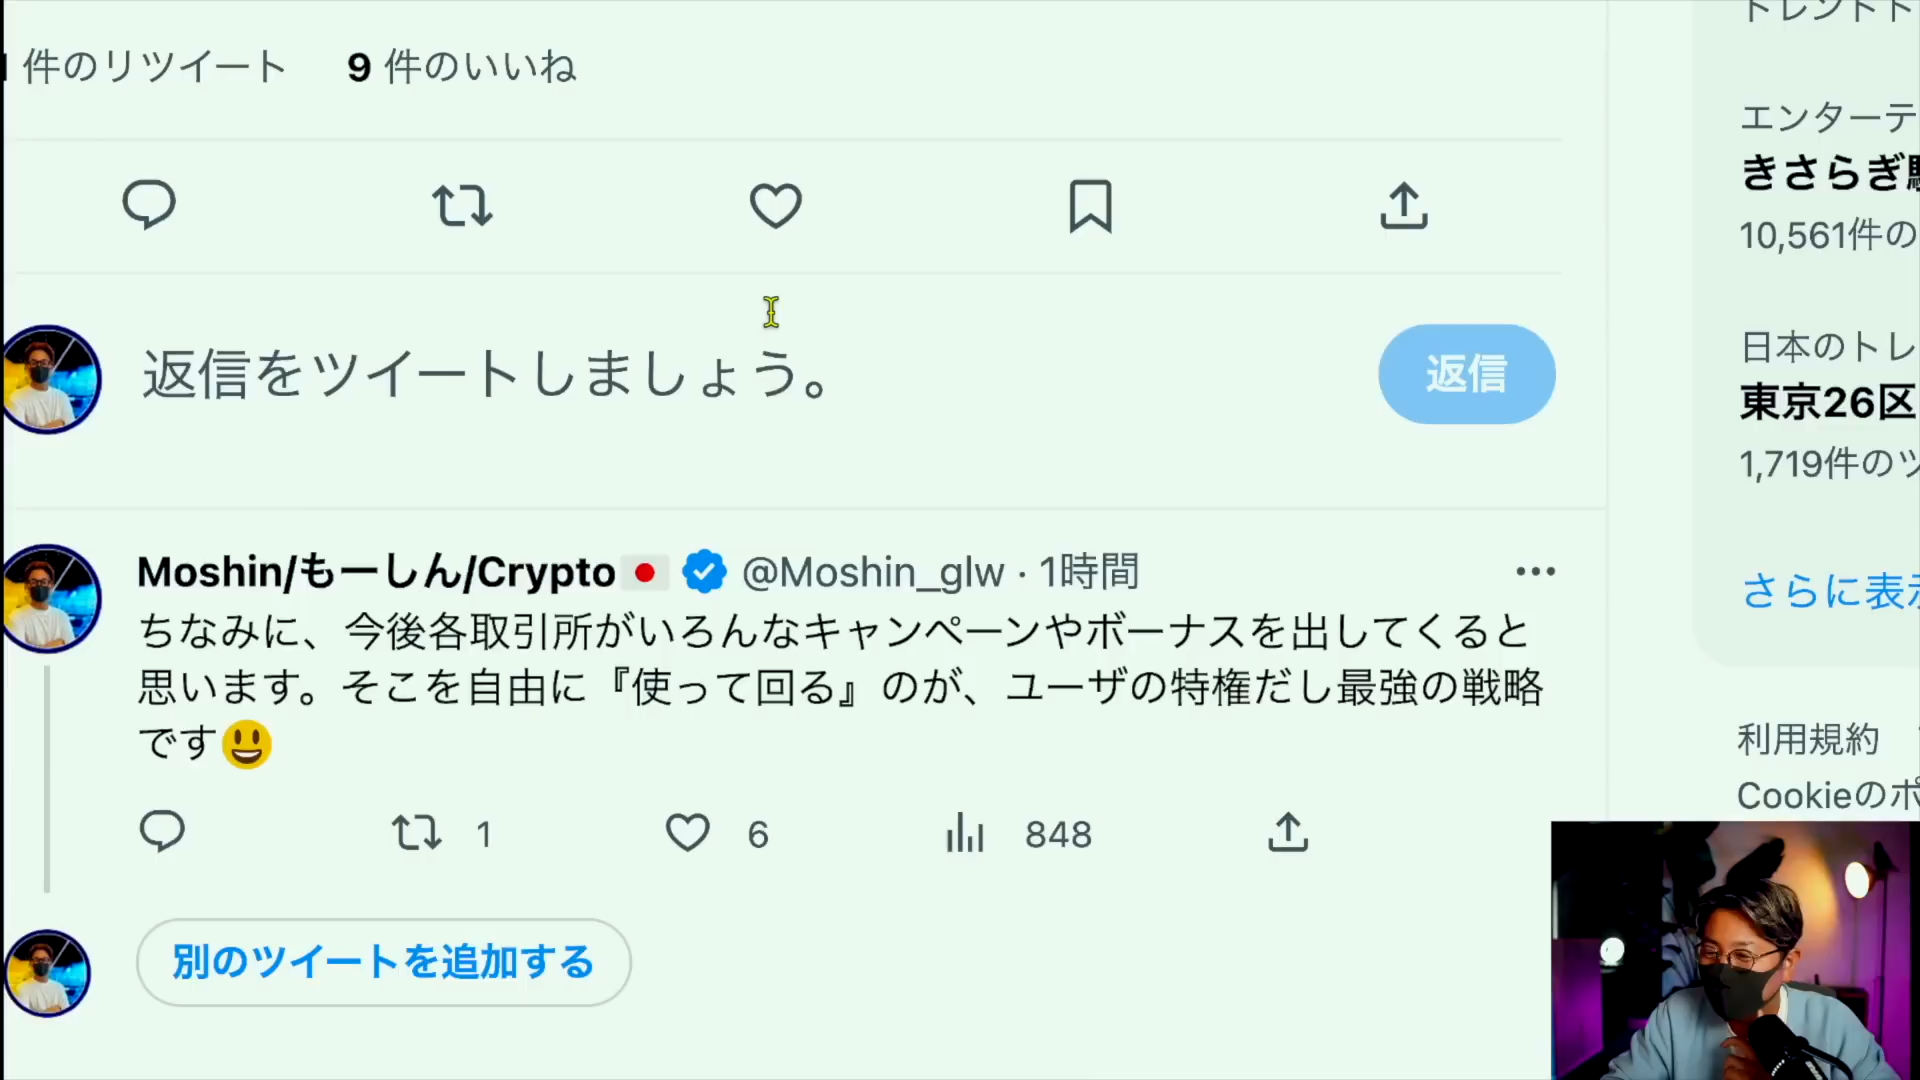 件のリツイート 9 件のいいね
返信をツイートしましょう。
返信
Moshin/もーしん/Crypto @Moshin_glw · 1時間
ちなみに、今後各取引所がいろんなキャンペーンやボーナスを出してくると
思います。そこを自由に『使って回る』のが、ユーザの特権だし最強の戦略
です😃
1 6 848
別のツイートを追加する
トレンドト
エンターテ
きさらぎ駅
10,561件の
日本のトレ
東京26区
1,719件のツ
さらに表示
利用規約
Cookieのポ